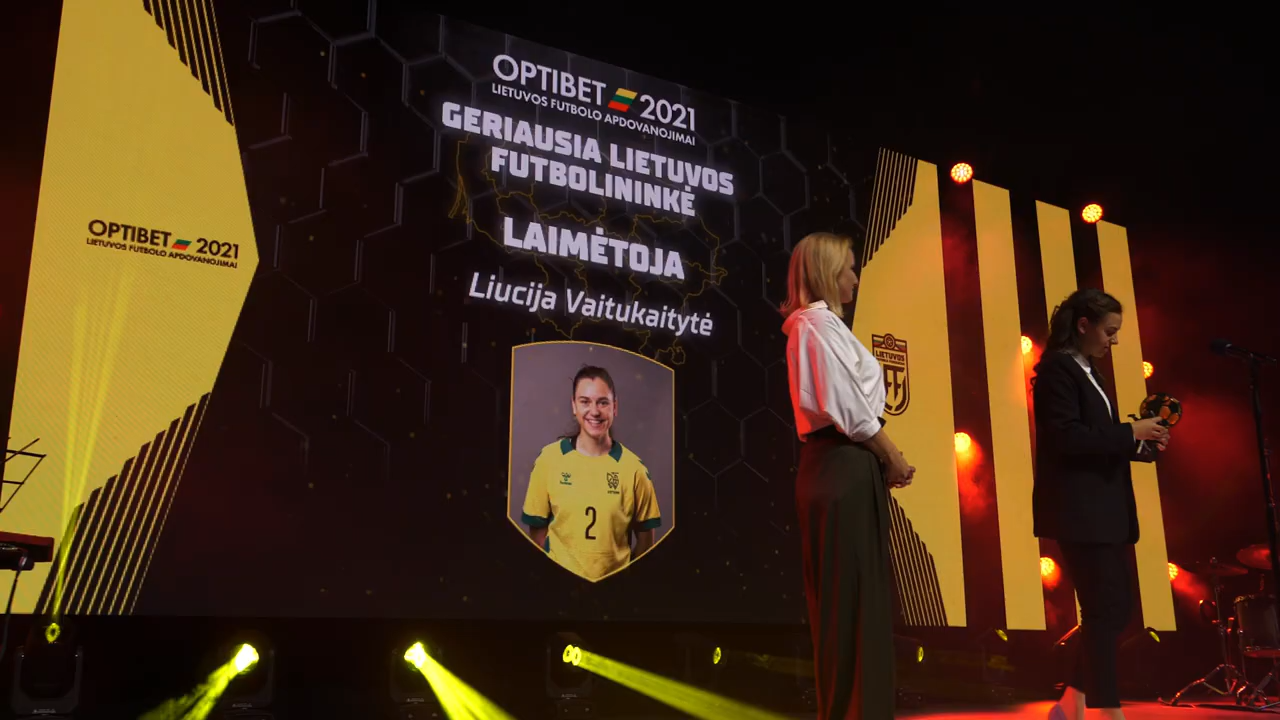 OPTIBET 2021
LIETUVOS FUTBOLO APDOVANOJIMAI
GERIAUSIA LIETUVOS
FUTBOLININKĖ
LAIMĖTOJA
Liucija Vaitukaitytė
2
OPTIBET 2021
LIETUVOS FUTBOLO APDOVANOJIMAI
LIETUVOS